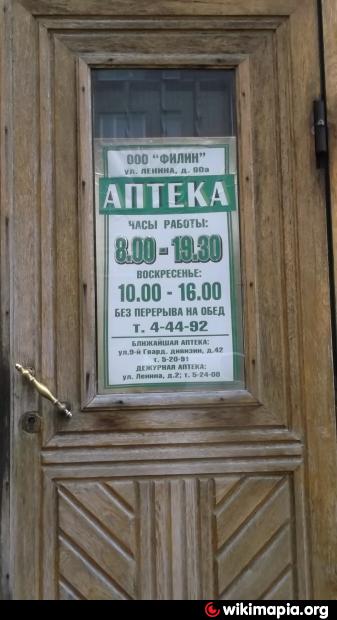 ООО "ФИЛИН"
УЛ. ЛЕНИНА, д. 90а
АПТЕКА
ЧАСЫ РАБОТЫ:
8.00 - 19.30
ВОСКРЕСЕНЬЕ:
10.00 - 16.00
БЕЗ ПЕРЕРЫВА НА ОБЕД
Т. 4-44-92
БЛИЖАЙШАЯ АПТЕКА:
ул.9-й Гвард. дивизии, д.42
т. 5-20-91
ДЕЖУРНАЯ АПТЕКА:
ул. Ленина, д.2; т. 5-24-08
wikimapia.org